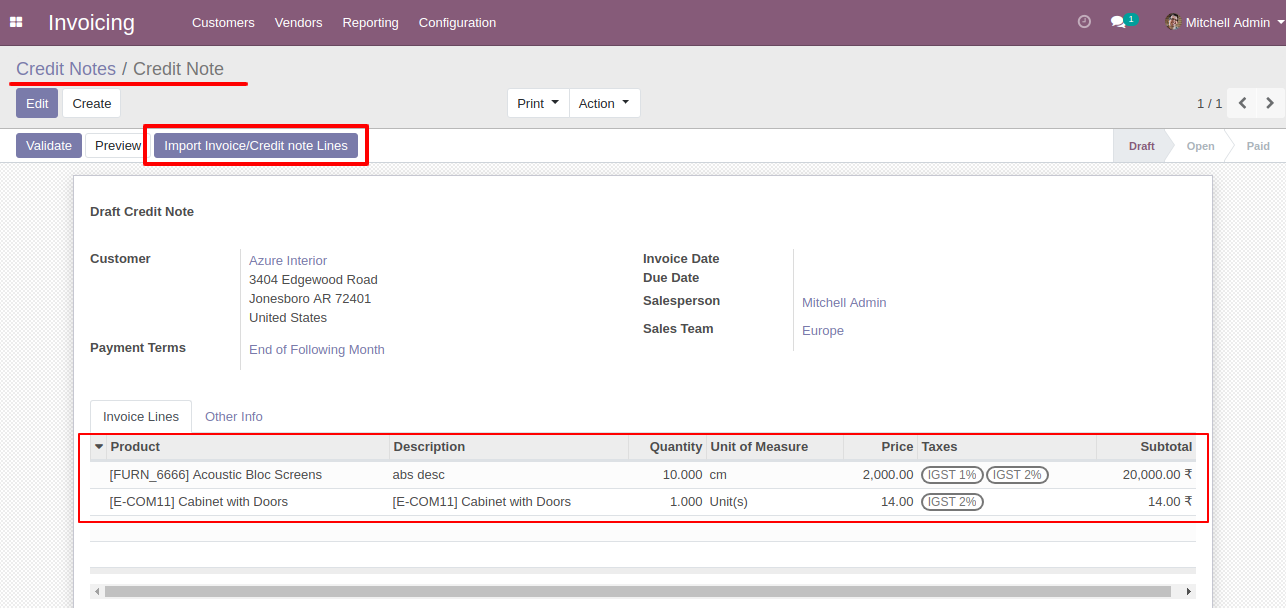 Invoicing Customers Vendors Reporting Configuration 1 Mitchell Admin
Credit Notes / Credit Note
Edit Create Print Action 1 / 1
Validate Preview Import Invoice/Credit note Lines Draft Open Paid
Draft Credit Note
Customer Azure Interior Invoice Date
3404 Edgewood Road Due Date
Jonesboro AR 72401 Salesperson Mitchell Admin
United States Sales Team Europe
Payment Terms End of Following Month
Invoice Lines Other Info
Product Description Quantity Unit of Measure Price Taxes Subtotal
[FURN_6666] Acoustic Bloc Screens abs desc 10.000 cm 2,000.00 IGST 1% IGST 2% 20,000.00 ₹
[E-COM11] Cabinet with Doors [E-COM11] Cabinet with Doors 1.000 Unit(s) 14.00 IGST 2% 14.00 ₹